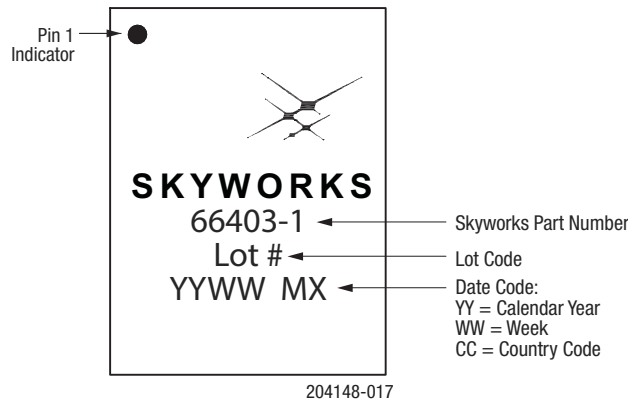 Pin 1
Indicator
SKYWORKS
66403-1
Lot #
YYWW MX
Skyworks Part Number
Lot Code
Date Code:
YY = Calendar Year
WW = Week
CC = Country Code
204148-017